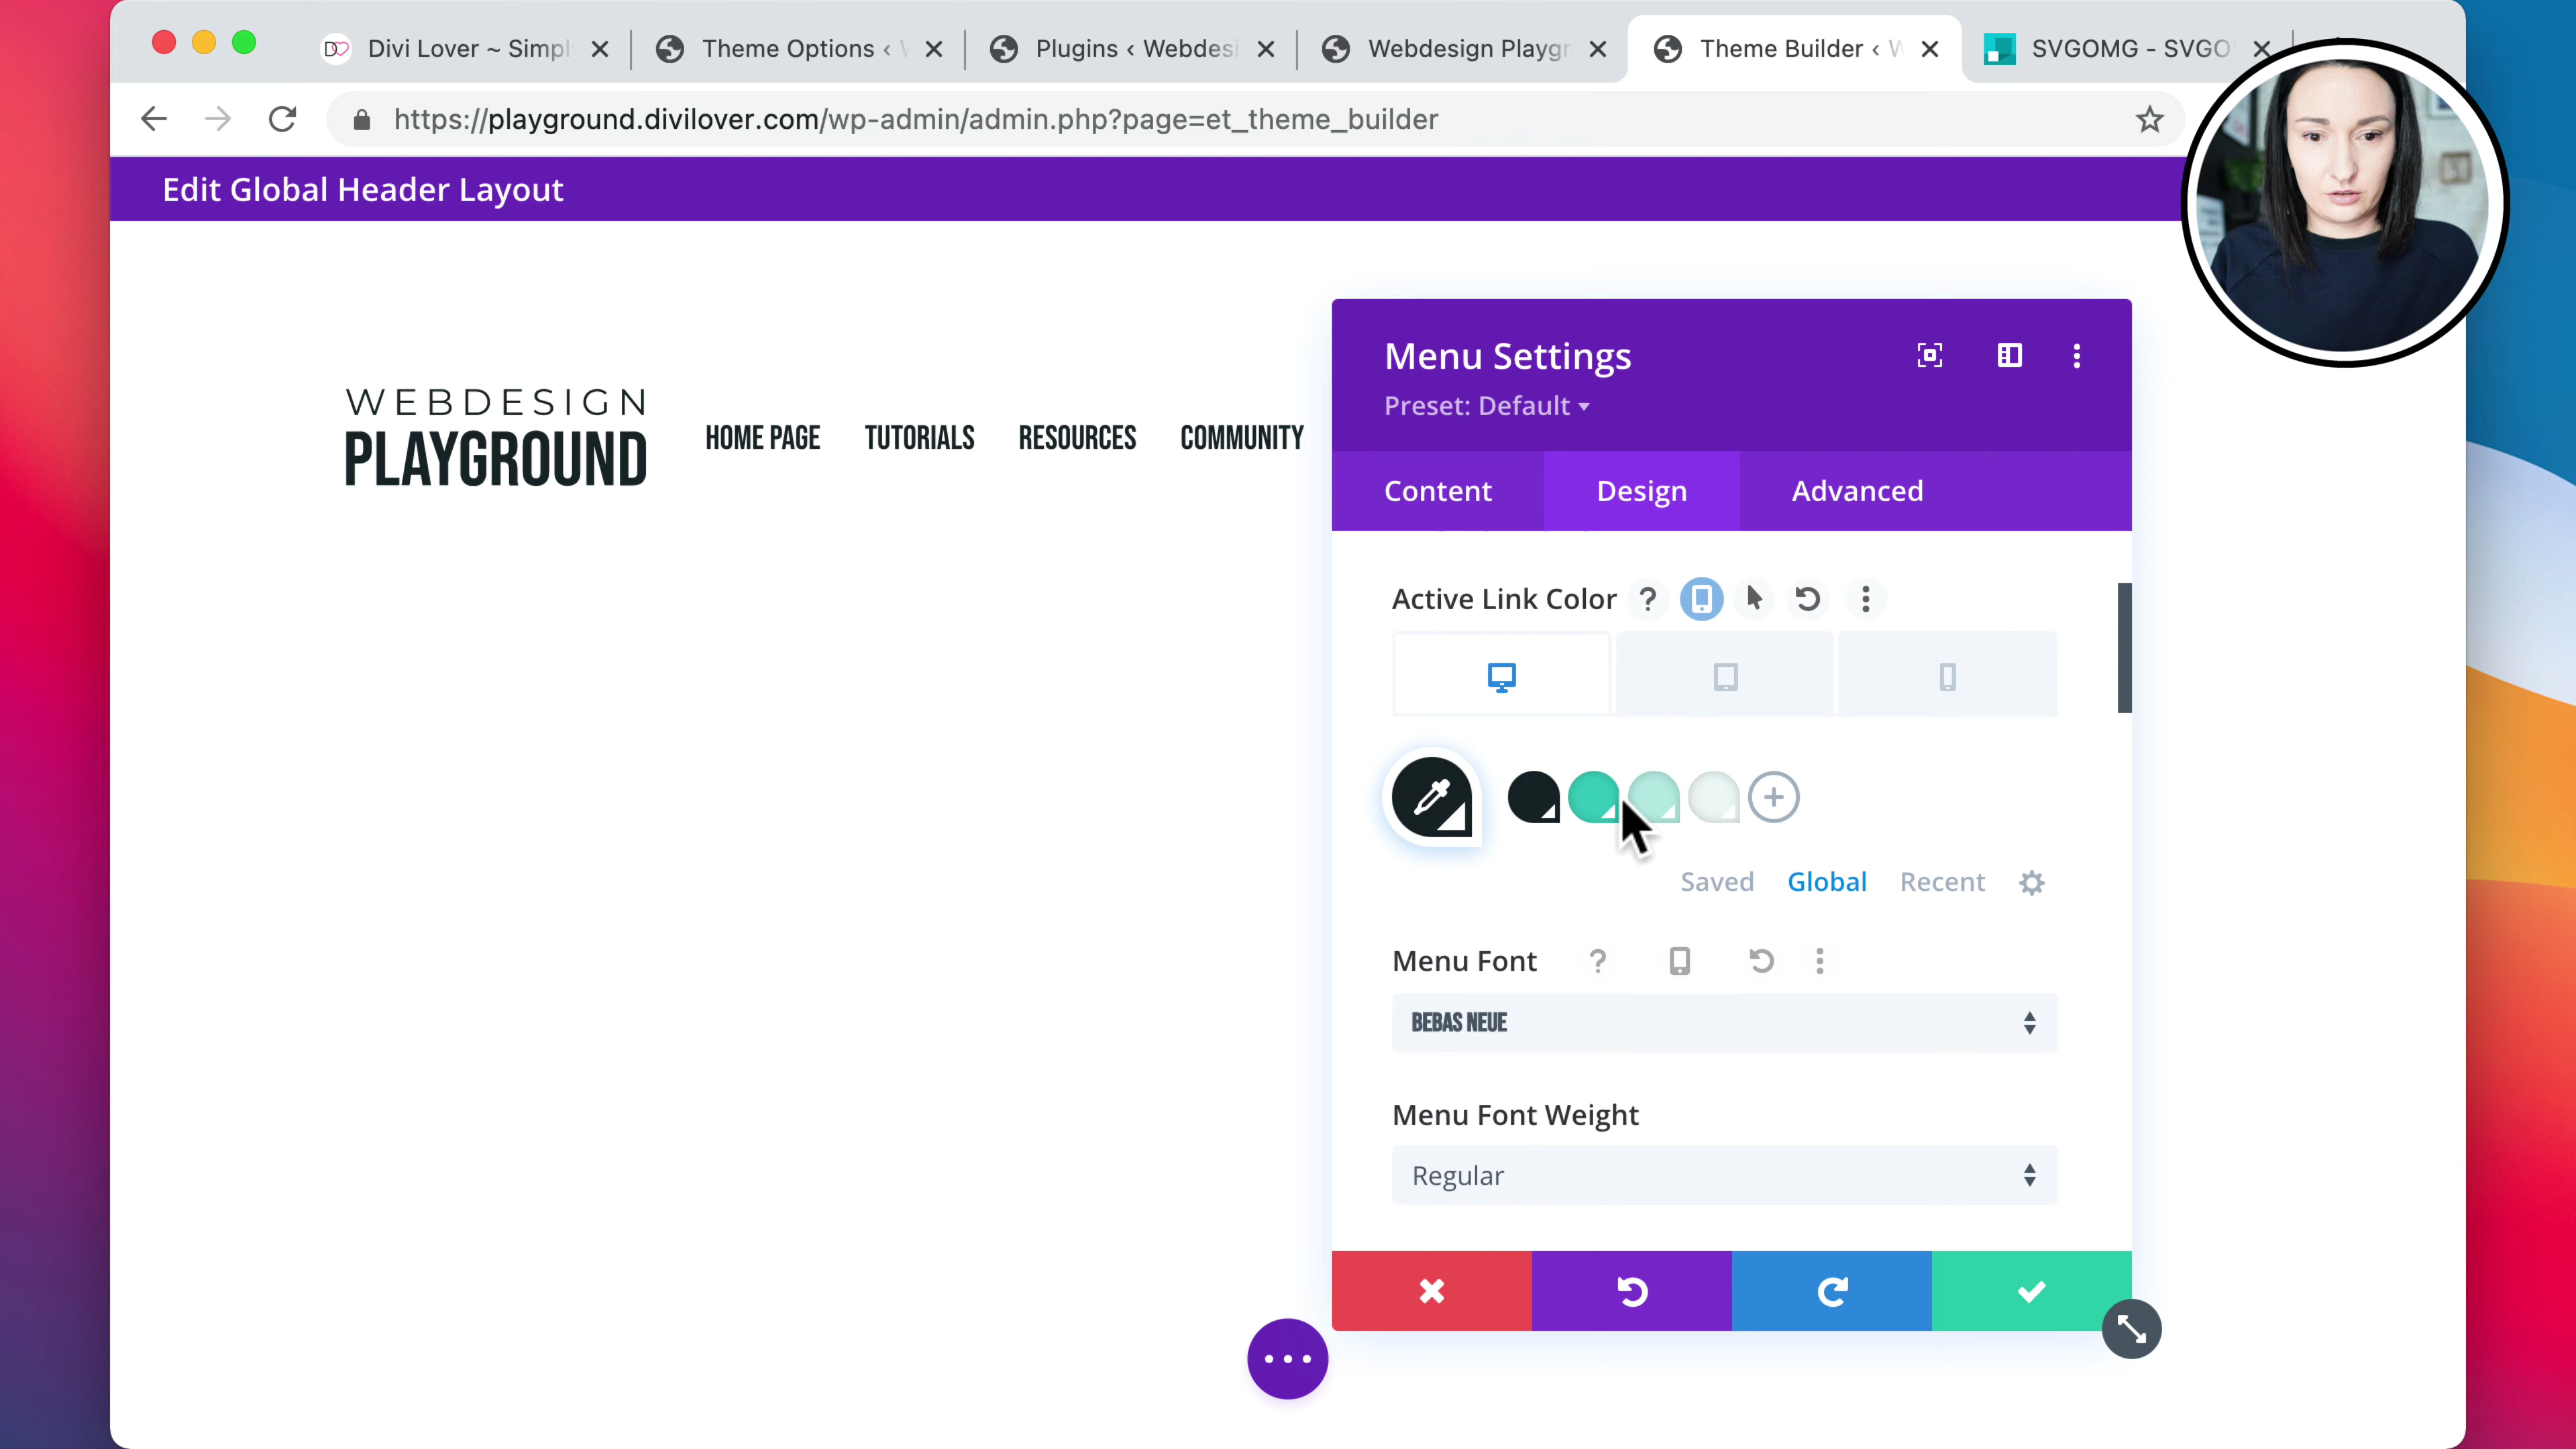 Divi Lover ~ Simpl
Theme Options ‹ W
Plugins ‹ Webdesi
Webdesign Playgr
Theme Builder ‹ W
SVGOMG - SVGO'
https://playground.divilover.com/wp-admin/admin.php?page=et_theme_builder
Edit Global Header Layout
WEBDESIGN
PLAYGROUND
HOME PAGE TUTORIALS RESOURCES COMMUNITY
Menu Settings
Preset: Default
Content Design Advanced
Active Link Color ?
Saved Global Recent
Menu Font ?
BEBAS NEUE
Menu Font Weight
Regular